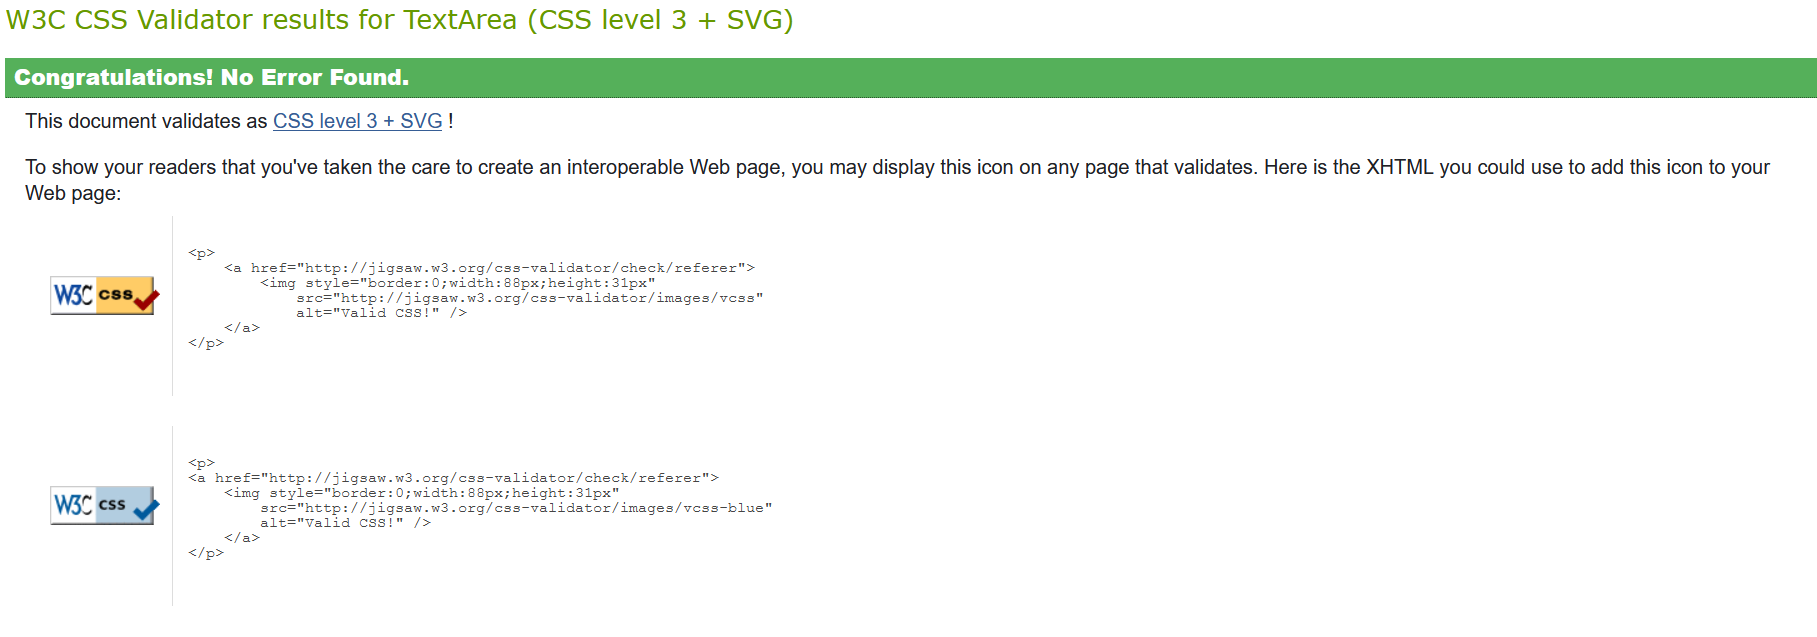 W3C CSS Validator results for TextArea (CSS level 3 + SVG)
Congratulations! No Error Found.
This document validates as CSS level 3 + SVG !
To show your readers that you've taken the care to create an interoperable Web page, you may display this icon on any page that validates. Here is the XHTML you could use to add this icon to your
Web page:
W3C css
<p>
    <a href="http://jigsaw.w3.org/css-validator/check/referer">
        <img style="border:0;width:88px;height:31px"
            src="http://jigsaw.w3.org/css-validator/images/vcss"
            alt="Valid CSS!" />
    </a>
</p>
W3C css
<p>
<a href="http://jigsaw.w3.org/css-validator/check/referer">
    <img style="border:0;width:88px;height:31px"
        src="http://jigsaw.w3.org/css-validator/images/vcss-blue"
        alt="Valid CSS!" />
    </a>
</p>